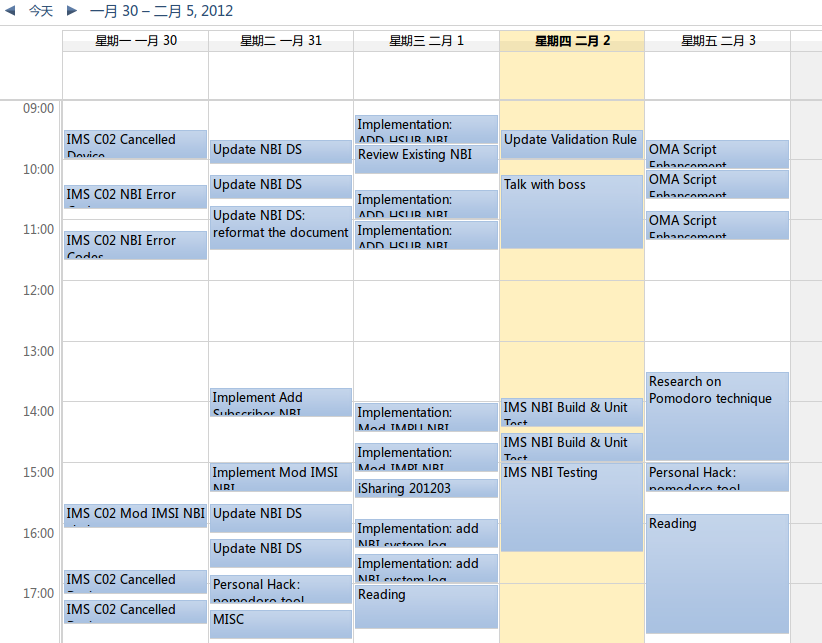 今天 一月 30 – 二月 5, 2012
星期一 一月 30
星期二 一月 31
星期三 二月 1
星期四 二月 2
星期五 二月 3
09:00
10:00
11:00
12:00
13:00
14:00
15:00
16:00
17:00
IMS C02 Cancelled
Device
IMS C02 NBI Error
IMS C02 NBI Error
Codes
IMS C02 Mod IMSI NBI
IMS C02 Cancelled
IMS C02 Cancelled
Update NBI DS
Update NBI DS
Update NBI DS:
reformat the document
Implement Add
Subscriber NBI
Implement Mod IMSI
NBI
Update NBI DS
Update NBI DS
Personal Hack:
pomodoro tool
MISC
Implementation:
ADD-HSUB NBI
Review Existing NBI
Implementation:
ADD-HSUB NBI
Implementation:
ADD-HSUB NBI
Implementation:
Mod-IMPU NBI
Implementation:
Mod-IMPI NBI
iSharing 201203
Implementation: add
NBI system log
Implementation: add
NBI system log
Reading
Update Validation Rule
Talk with boss
IMS NBI Build & Unit
Test
IMS NBI Build & Unit
Test
IMS NBI Testing
OMA Script
Enhancement
OMA Script
Enhancement
OMA Script
Enhancement
Research on
Pomodoro technique
Personal Hack:
pomodoro tool
Reading